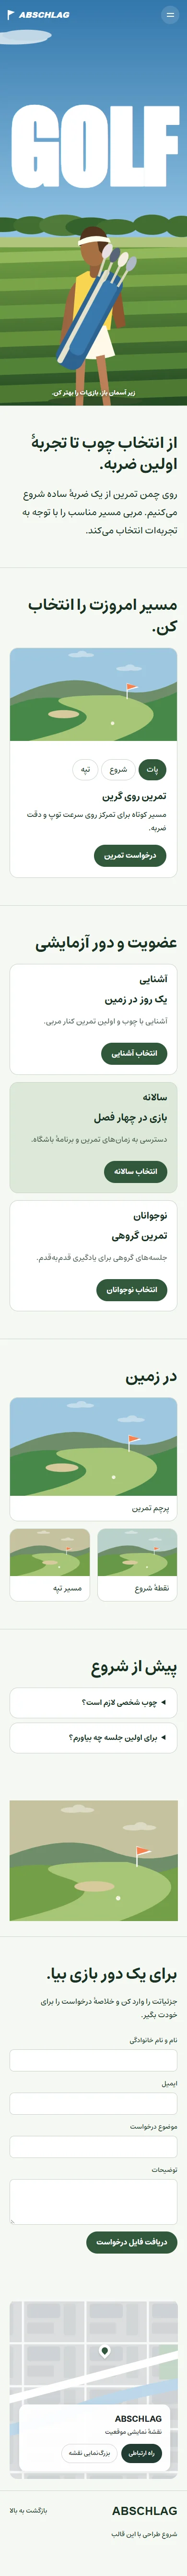 ABSCHLAG
GOLF
زیر آسمان باز، بازی‌ات را بهتر کن.
از انتخاب چوب تا تجربهٔ
اولین ضربه.
روی چمن تمرین از یک ضربهٔ ساده شروع
می‌کنیم. مربی مسیر مناسب را با توجه به
تجربه‌ات انتخاب می‌کند.
مسیر امروزت را انتخاب
کن.
پات
شروع
تپه
تمرین روی گرین
مسیر کوتاه برای تمرکز روی سرعت توپ و دقت
ضربه.
درخواست تمرین
عضویت و دور آزمایشی
آشنایی
یک روز در زمین
آشنایی با چوب و اولین تمرین کنار مربی.
انتخاب آشنایی
سالانه
بازی در چهار فصل
دسترسی به زمان‌های تمرین و برنامهٔ باشگاه.
انتخاب سالانه
نوجوانان
تمرین گروهی
جلسه‌های گروهی برای یادگیری قدم‌به‌قدم.
انتخاب نوجوانان
در زمین
پرچم تمرین
نقطهٔ شروع
مسیر تپه
پیش از شروع
چوب شخصی لازم است؟
برای اولین جلسه چه بیاورم؟
برای یک دور بازی بیا.
جزئیاتت را وارد کن و خلاصهٔ درخواست را برای
خودت بگیر.
نام و نام خانوادگی
ایمیل
موضوع درخواست
توضیحات
دریافت فایل درخواست
ABSCHLAG
نقشهٔ نمایشی موقعیت
راه ارتباطی
بزرگ‌نمایی نقشه
ABSCHLAG
بازگشت به بالا
شروع طراحی با این قالب